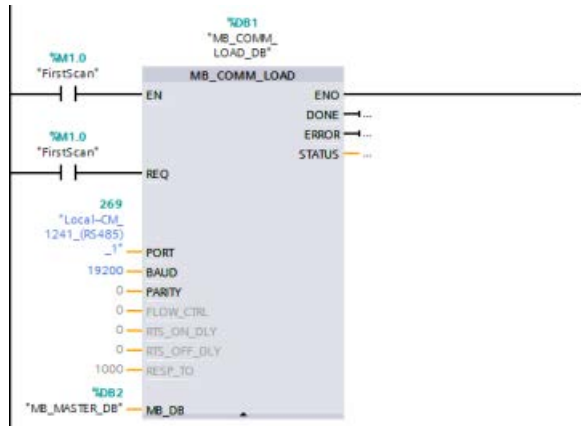 %DB1
"MB_COMM_
LOAD_DB"
%M1.0
"FirstScan"
MB_COMM_LOAD
EN
ENO
DONE
...
ERROR
...
STATUS
...
%M1.0
"FirstScan"
REQ
269
"Local~CM_
1241_(RS485)
_1"
PORT
19200
BAUD
0
PARITY
0
FLOW_CTRL
0
RTS_ON_DLY
0
RTS_OFF_DLY
1000
RESP_TO
%DB2
"MB_MASTER_DB"
MB_DB